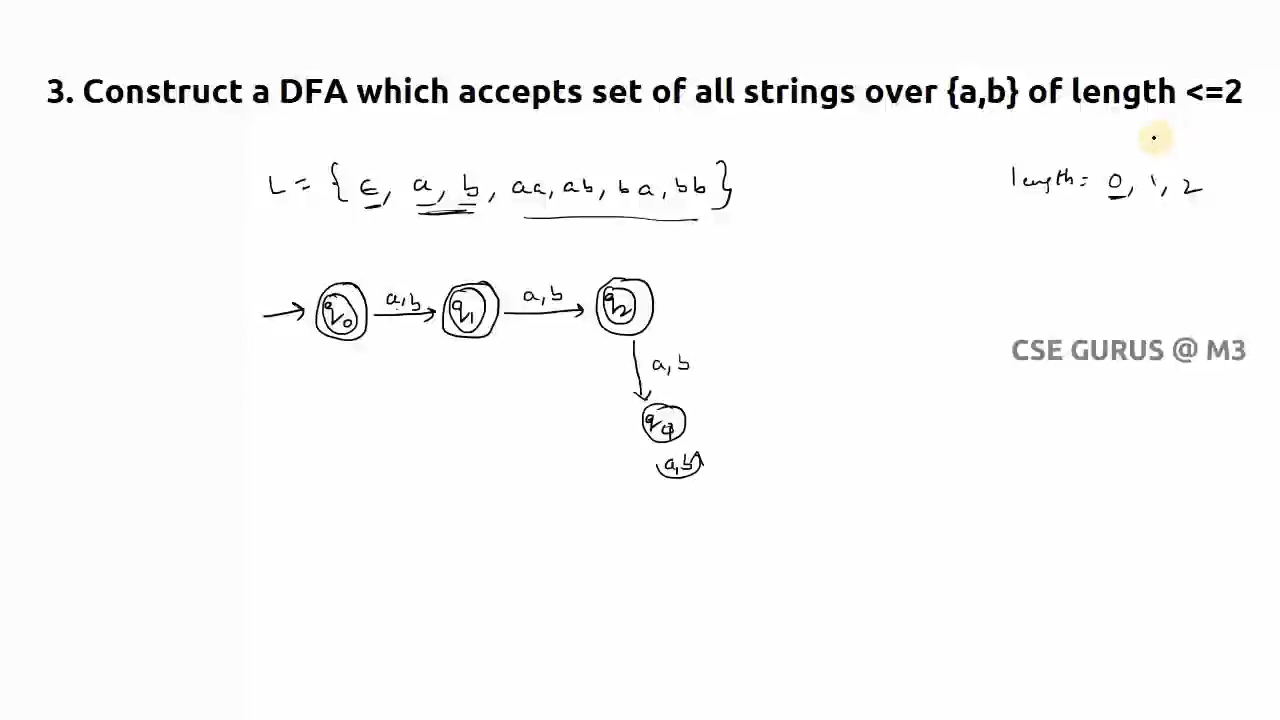 3. Construct a DFA which accepts set of all strings over {a,b} of length <=2
L = { ε, a, b, aa, ab, ba, bb }
length: 0, 1, 2
a,b
a,b
q0
q1
q2
CSE GURUS @ M3
a,b
a,b